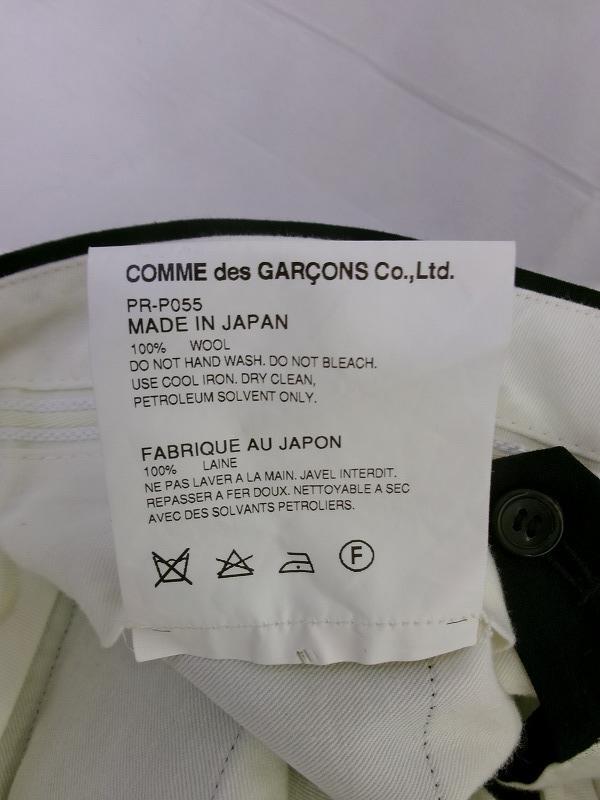 COMME des GARÇONS Co.,Ltd.
PR-P055
MADE IN JAPAN
100% WOOL
DO NOT HAND WASH. DO NOT BLEACH.
USE COOL IRON. DRY CLEAN,
PETROLEUM SOLVENT ONLY.
FABRIQUE AU JAPON
100% LAINE
NE PAS LAVER A LA MAIN. JAVEL INTERDIT.
REPASSER A FER DOUX. NETTOYABLE A SEC
AVEC DES SOLVANTS PETROLIERS.
F